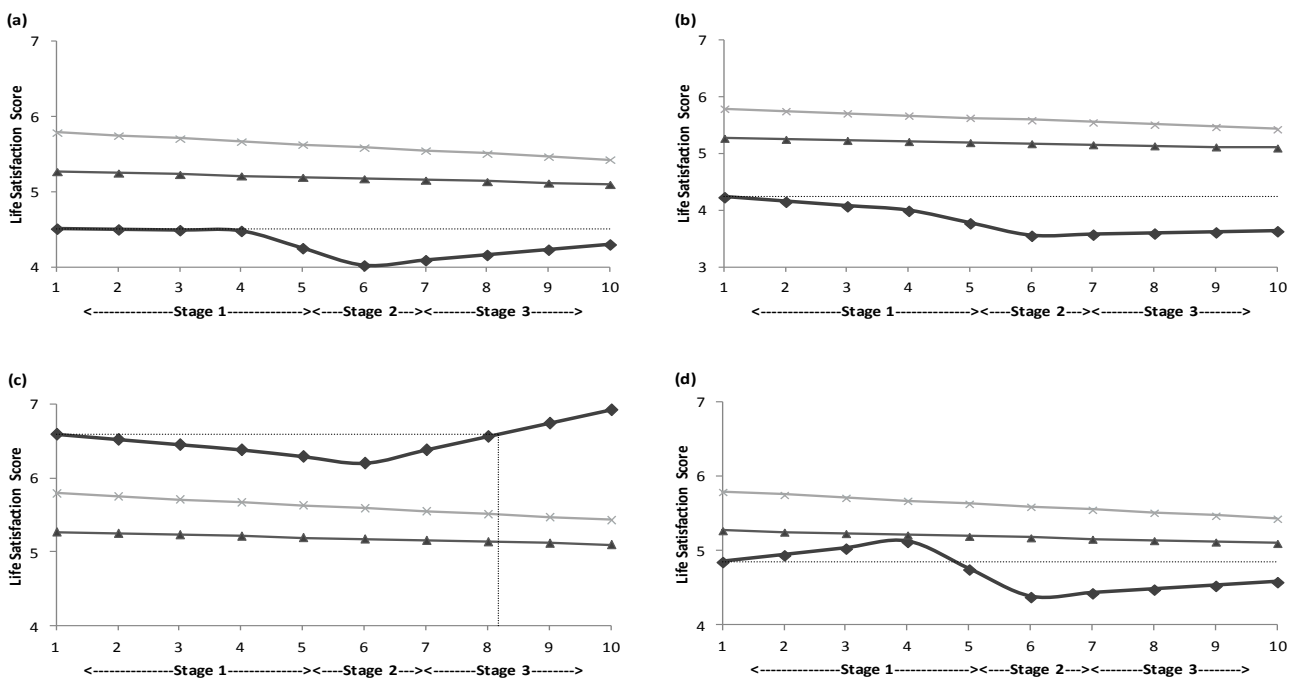 (a)
7
6
5
4
Life Satisfaction Score
1 2 3 4 5 6 7 8 9 10
<----------------Stage 1---------------><----Stage 2---><--------Stage 3-------->
(b)
7
6
5
4
3
Life Satisfaction Score
1 2 3 4 5 6 7 8 9 10
<----------------Stage 1---------------><----Stage 2---><--------Stage 3-------->
(c)
7
6
5
4
Life Satisfaction Score
1 2 3 4 5 6 7 8 9 10
<----------------Stage 1---------------><----Stage 2---><--------Stage 3-------->
(d)
7
6
5
4
Life Satisfaction Score
1 2 3 4 5 6 7 8 9 10
<----------------Stage 1---------------><----Stage 2---><--------Stage 3-------->